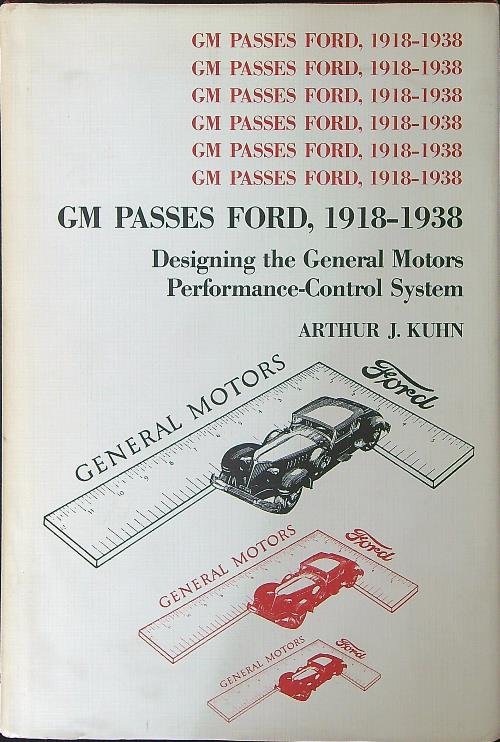 GM PASSES FORD, 1918–1938
GM PASSES FORD, 1918–1938
GM PASSES FORD, 1918–1938
GM PASSES FORD, 1918–1938
GM PASSES FORD, 1918–1938
GM PASSES FORD, 1918–1938
GM PASSES FORD, 1918–1938
Designing the General Motors
Performance-Control System
ARTHUR J. KUHN
GENERAL MOTORS
Ford
GENERAL MOTORS
Ford
GENERAL MOTORS
Ford